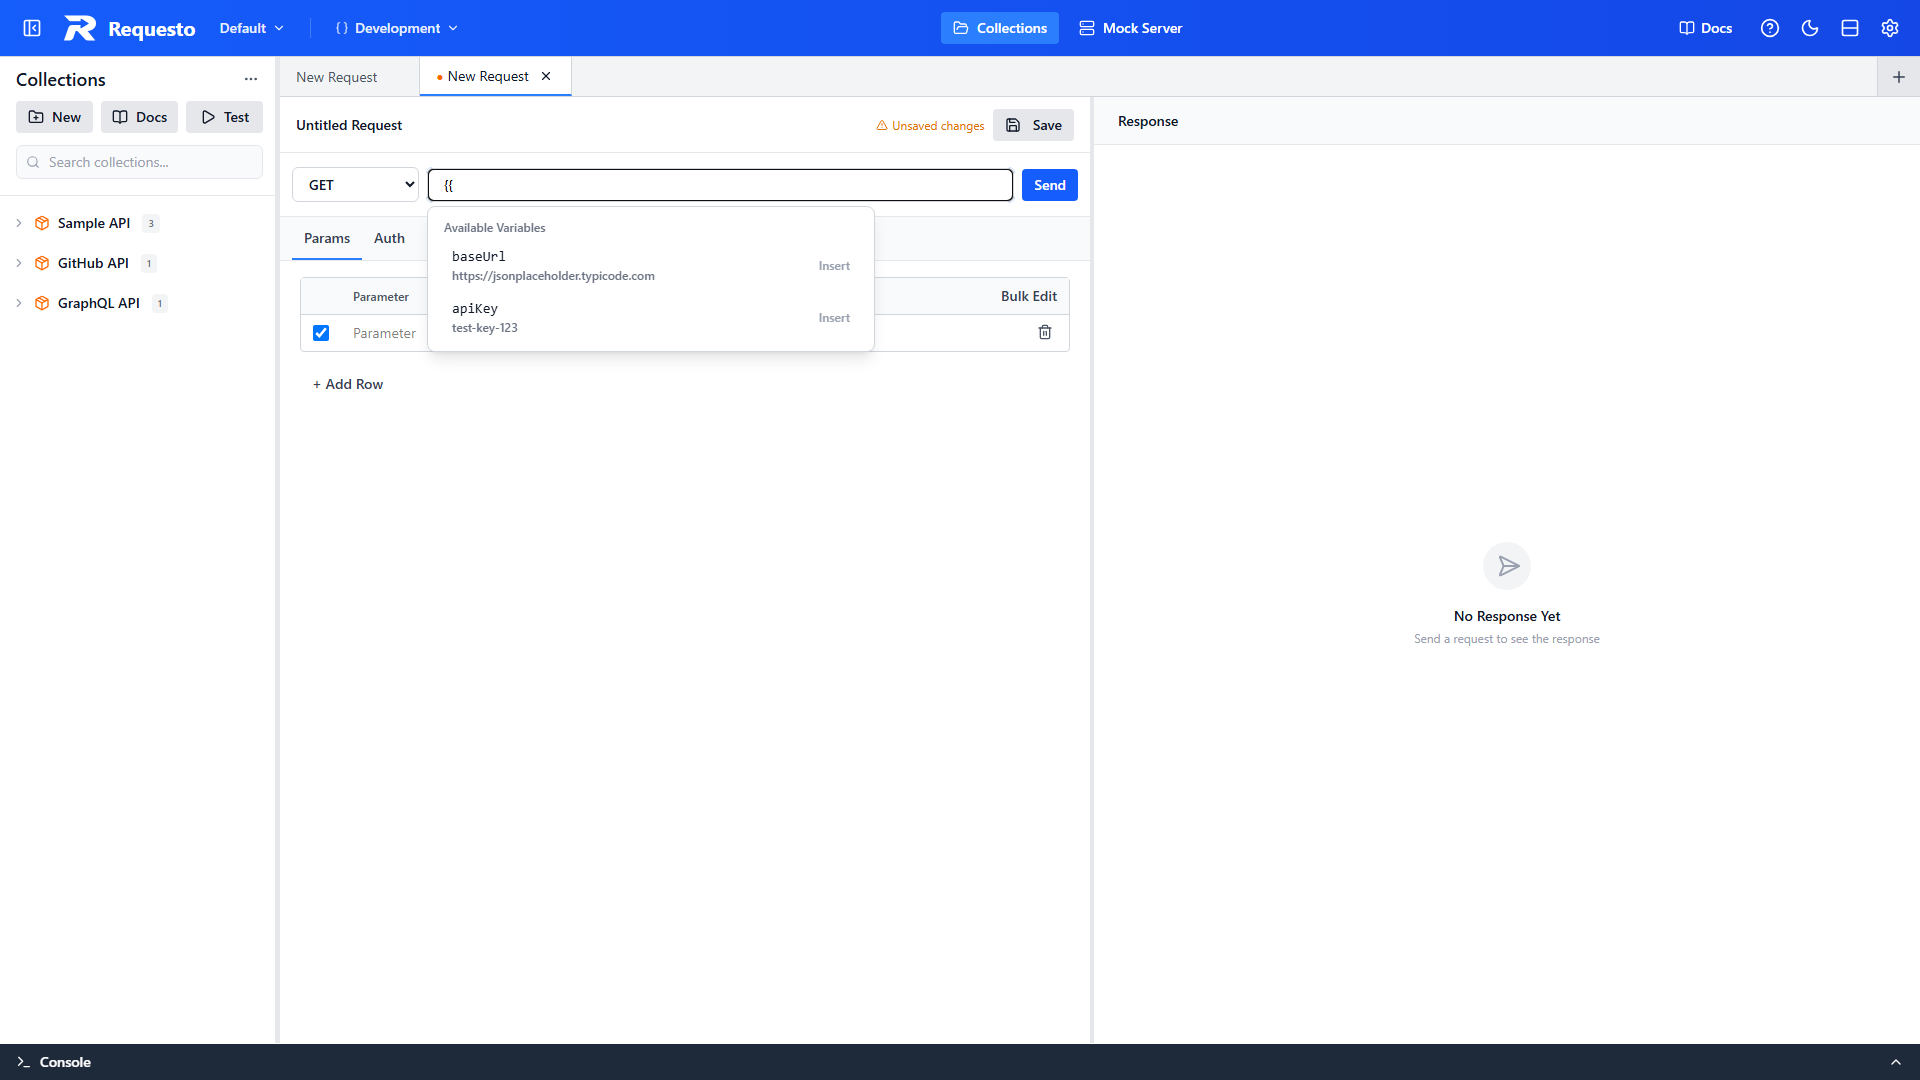 Requesto
Default
{ } Development
Collections
Mock Server
Docs
Collections
New
Docs
Test
Search collections...
Sample API 3
GitHub API 1
GraphQL API 1
New Request
New Request
Untitled Request
Unsaved changes
Save
GET
{{
Send
Params
Auth
Available Variables
baseUrl
https://jsonplaceholder.typicode.com
Insert
apiKey
test-key-123
Insert
Parameter
Bulk Edit
Parameter
+ Add Row
Response
No Response Yet
Send a request to see the response
Console